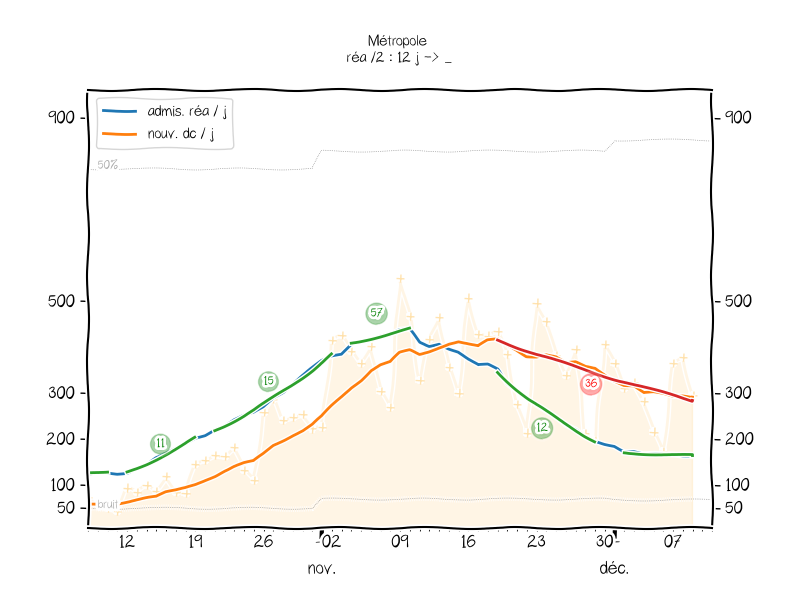 Métropole
réa /2 : 12 j -> _
admis. réa / j
nouv. dc / j
900
900
50%
500
500
57
300
300
15
36
200
200
11
12
100
100
50
bruit
50
12 19 26 02 09 16 23 30 07
nov. déc.